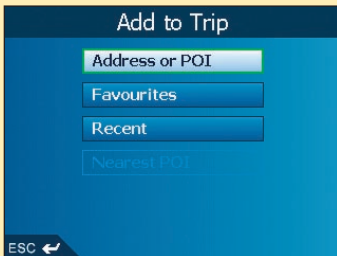 Add to Trip
Address or POI
Favourites
Recent
Nearest POI
ESC